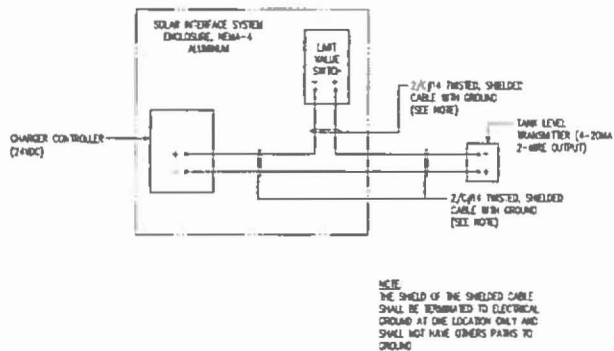 SOLAR INTERFACE SYSTEM
ENCLOSURE, NEMA-4
ALUMINUM
LIMIT
VALUE
SWITCH
- +
2/C#14 TWISTED, SHIELDED
CABLE WITH GROUND
(SEE NOTE)
CHARGER CONTROLLER
(24VDC)
+
-
TANK LEVEL
TRANSMITTER (4-20MA
2-WIRE OUTPUT)
-
+
2/C#14 TWISTED, SHIELDED
CABLE WITH GROUND
(SEE NOTE)
NOTE
THE SHIELD OF THE SHIELDED CABLE
SHALL BE TERMINATED TO ELECTRICAL
GROUND AT ONE LOCATION ONLY AND
SHALL NOT HAVE OTHERS PATHS TO
GROUND